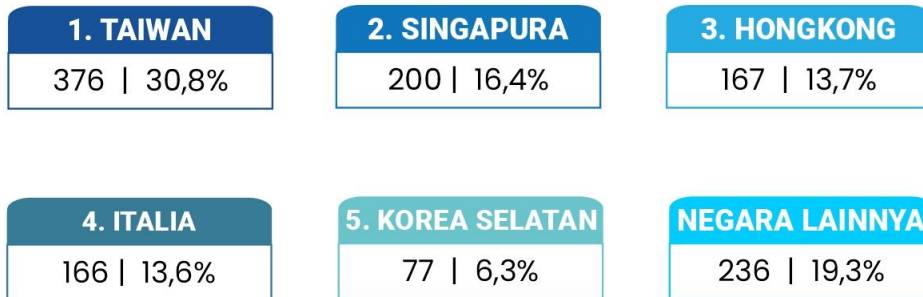 1. TAIWAN
376 | 30,8%
2. SINGAPURA
200 | 16,4%
3. HONGKONG
167 | 13,7%
4. ITALIA
166 | 13,6%
5. KOREA SELATAN
77 | 6,3%
NEGARA LAINNYA
236 | 19,3%